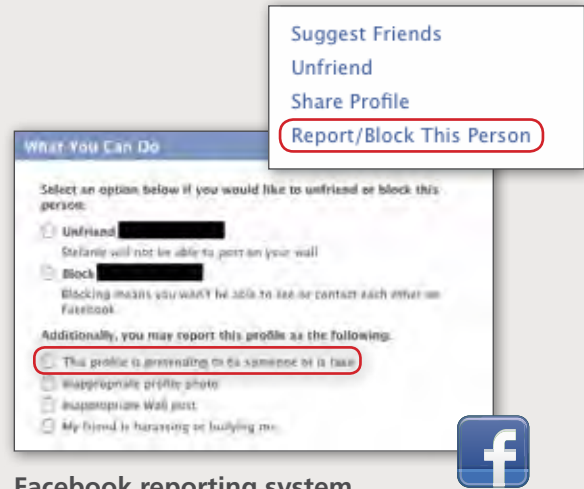 Suggest Friends
Unfriend
Share Profile
Report/Block This Person
What You Can Do
Select an option below if you would like to unfriend or block this
person:
Unfriend
Stefanie will not be able to post on your wall
Block
Blocking means you won't be able to see or contact each other on
Facebook
Additionally, you may report this profile as the following:
This profile is pretending to be someone or is fake
Inappropriate profile photo
Inappropriate Wall post
My friend is harassing or bullying me
f
Facebook reporting system